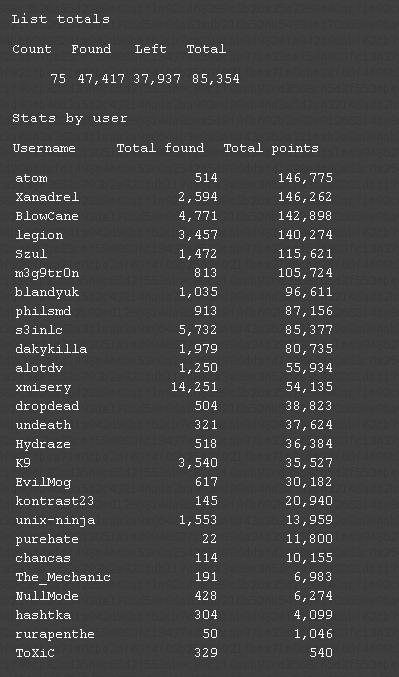 List totals
Count Found Left Total
75 47,417 37,937 85,354
Stats by user
Username Total found Total points
atom 514 146,775
Xanadrel 2,594 146,262
BlowCane 4,771 142,898
legion 3,457 140,274
Szul 1,472 115,621
m3g9tr0n 813 105,724
blandyuk 1,035 96,611
philsmd 913 87,156
s3inlc 5,732 85,377
dakykilla 1,979 80,735
alotdv 1,250 55,934
xmisery 14,251 54,135
dropdead 504 38,823
undeath 321 37,624
Hydraze 518 36,384
K9 3,540 35,527
EvilMog 617 30,182
kontrast23 145 20,940
unix-ninja 1,553 13,959
purehate 22 11,800
chancas 114 10,155
The_Mechanic 191 6,983
NullMode 428 6,274
hashtka 304 4,099
rurapenthe 50 1,046
ToXiC 329 540